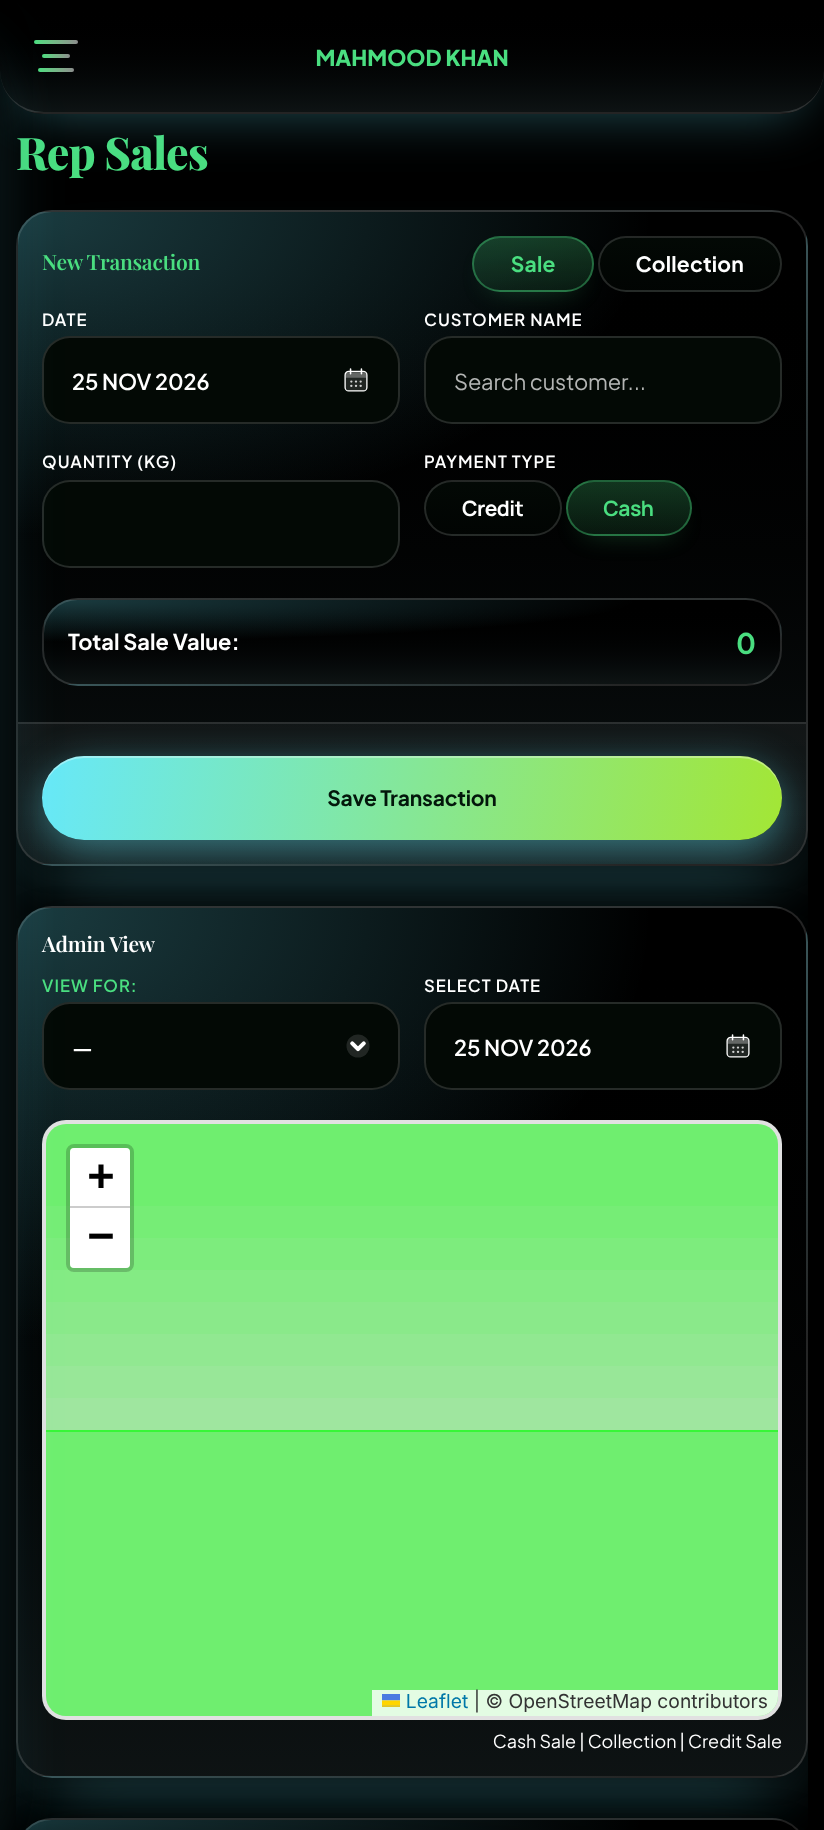 MAHMOOD KHAN
Rep Sales
New Transaction
Sale
Collection
DATE
CUSTOMER NAME
25 NOV 2026
Search customer...
QUANTITY (KG)
PAYMENT TYPE
Credit
Cash
Total Sale Value:
0
Save Transaction
Admin View
VIEW FOR:
SELECT DATE
—
25 NOV 2026
+
−
Leaflet | © OpenStreetMap contributors
Cash Sale | Collection | Credit Sale